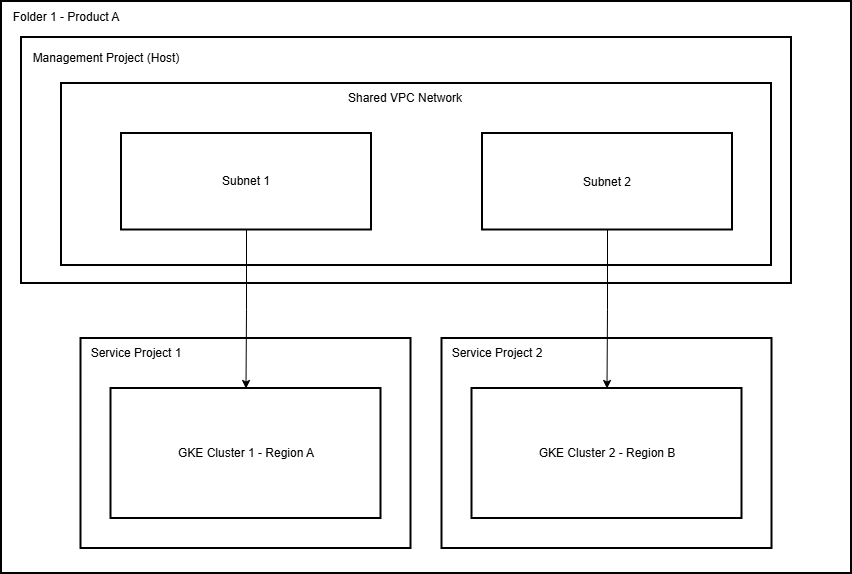 Folder 1 - Product A
Management Project (Host)
Shared VPC Network
Subnet 1
Subnet 2
Service Project 1
Service Project 2
GKE Cluster 1 - Region A
GKE Cluster 2 - Region B